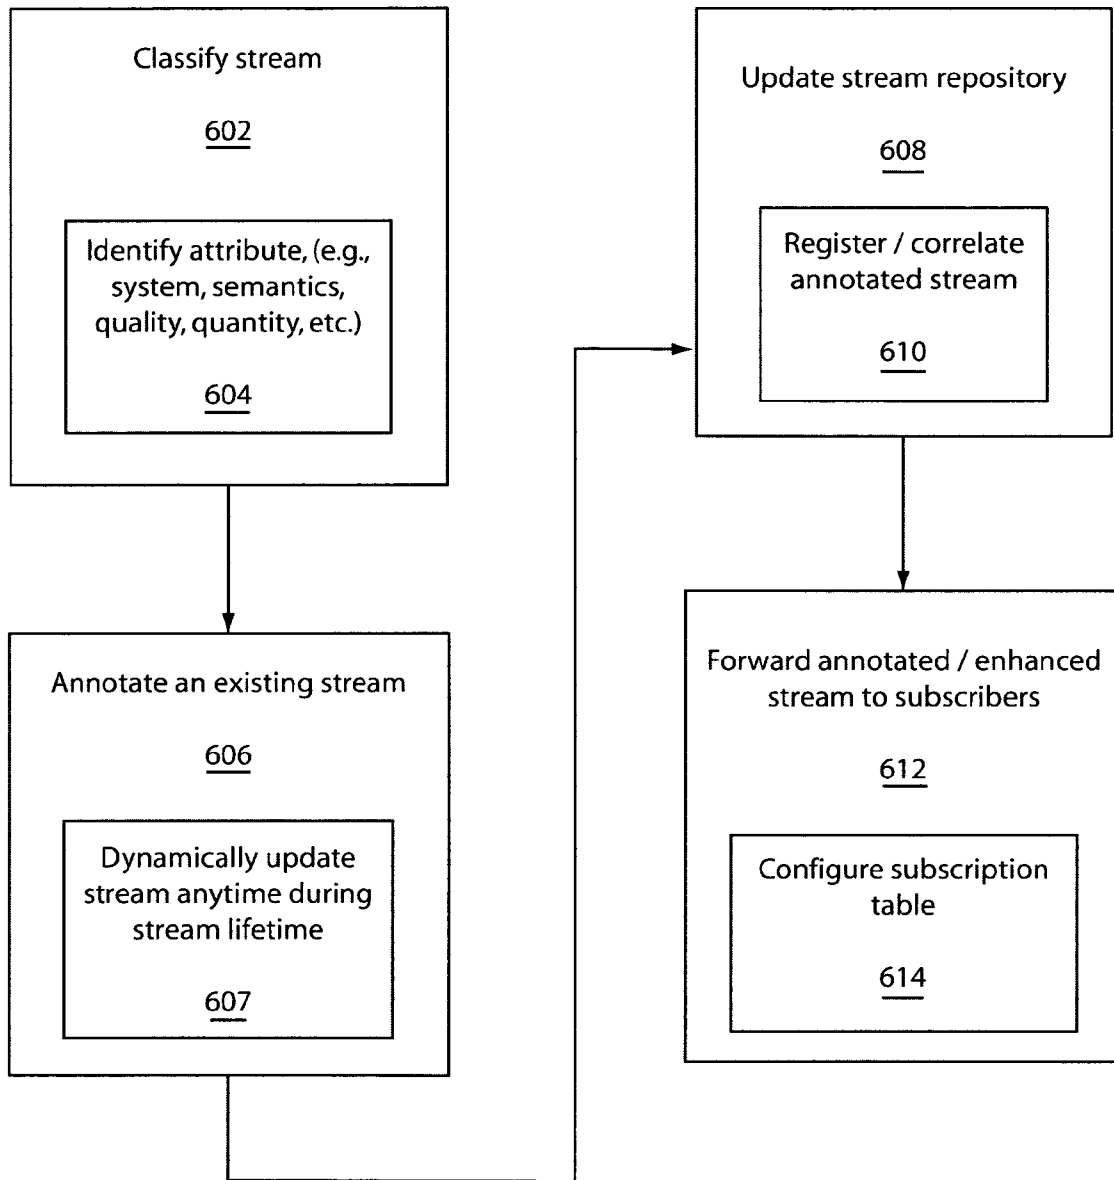 Classify stream
602
Identify attribute, (e.g.,
system, semantics,
quality, quantity, etc.)
604
Annotate an existing stream
606
Dynamically update
stream anytime during
stream lifetime
607
Update stream repository
608
Register / correlate
annotated stream
610
Forward annotated / enhanced
stream to subscribers
612
Configure subscription
table
614